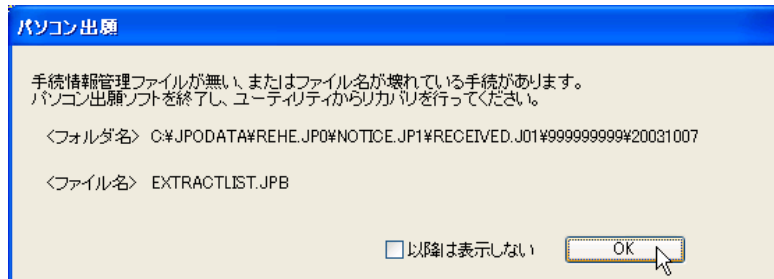 パソコン出願
手続情報管理ファイルが無い、またはファイル名が壊れている手続があります。
パソコン出願ソフトを終了し、ユーティリティからリカバリを行ってください。
<フォルダ名> C:¥JPODATA¥REHE.JP0¥NOTICE.JP1¥RECEIVED.J01¥999999999¥20031007
<ファイル名> EXTRACTLIST.JPB
以降は表示しない OK